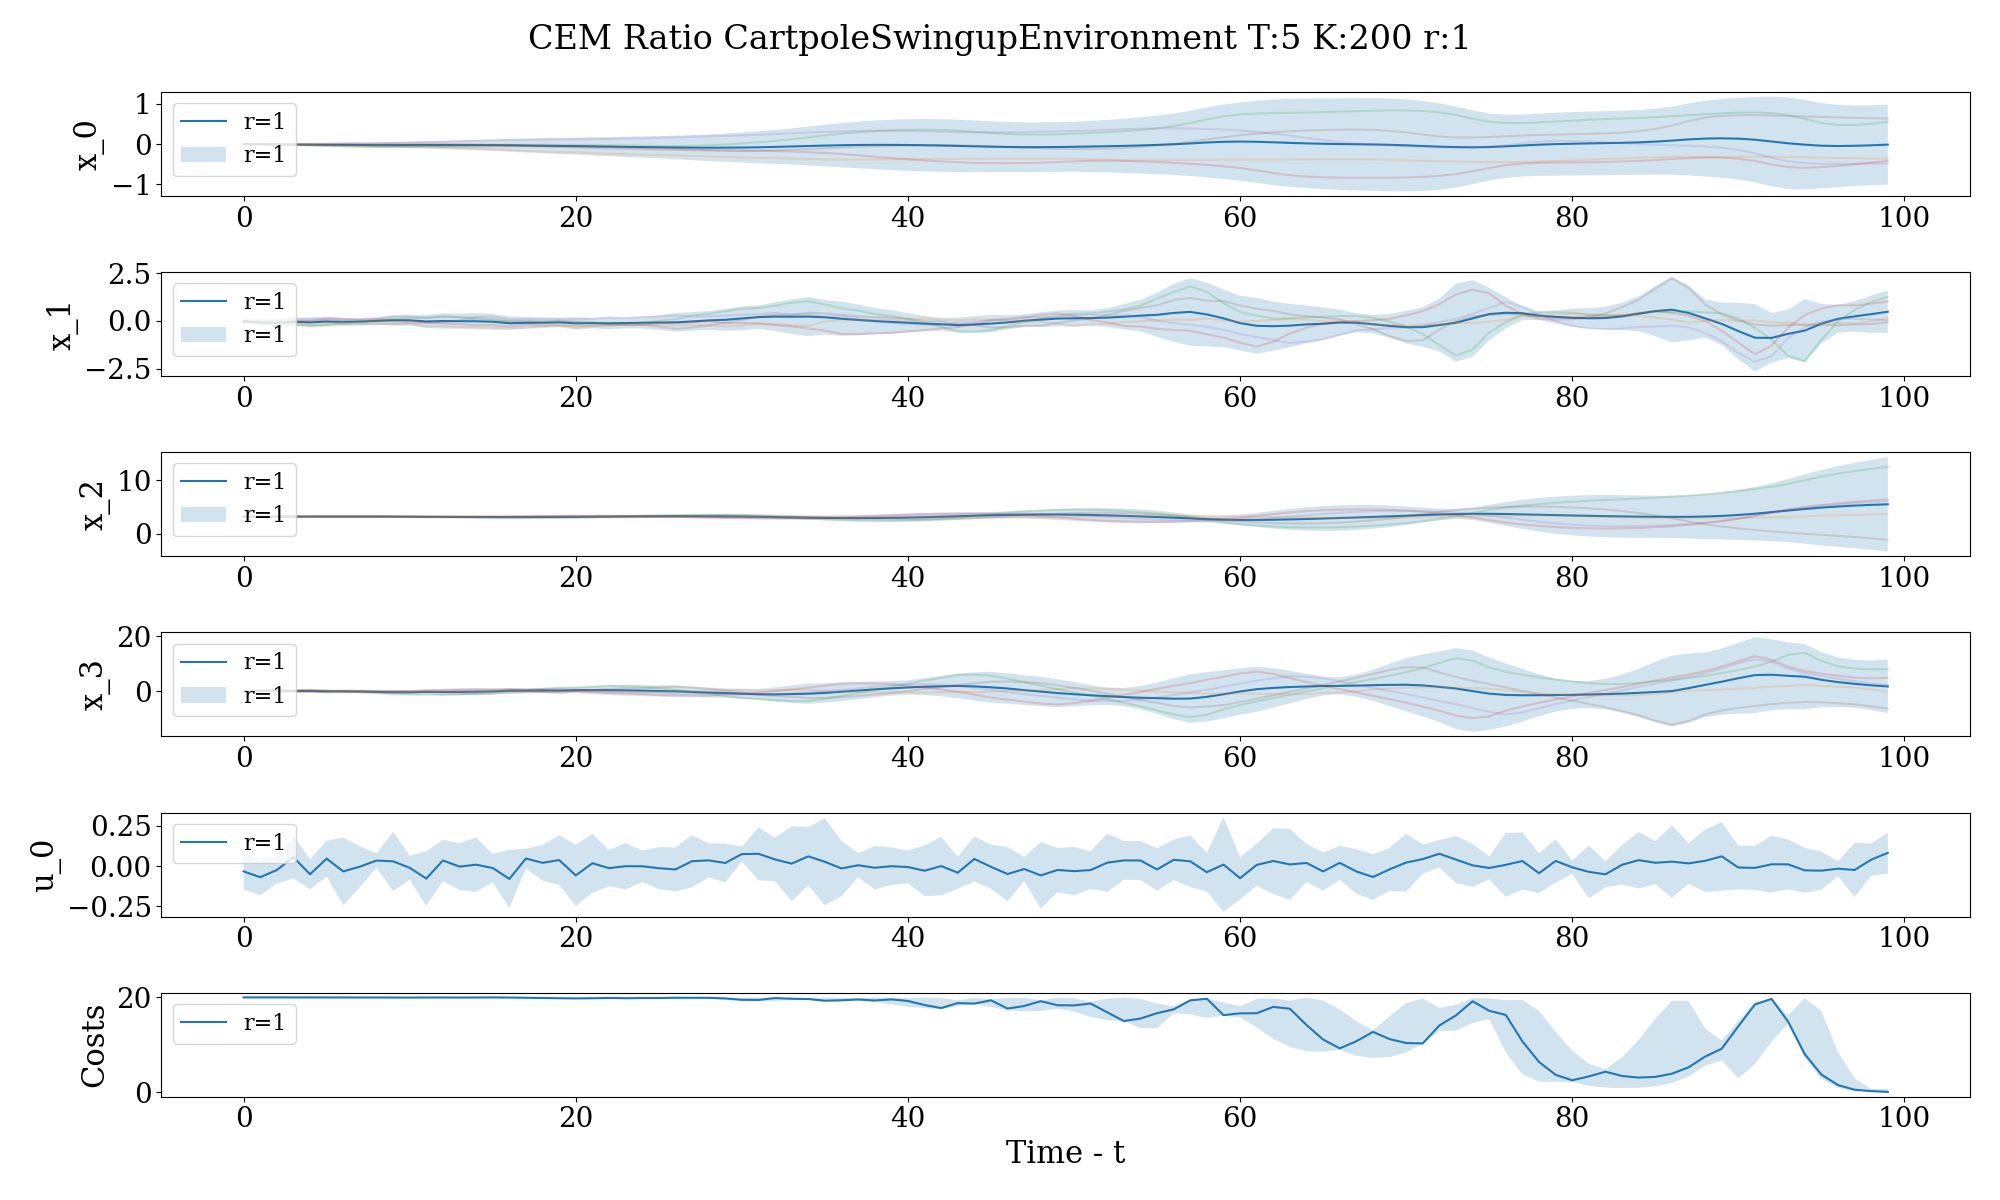 CEM Ratio CartpoleSwingupEnvironment T:5 K:200 r:1
x_0
1
0
−1
r=1
r=1
0 20 40 60 80 100
x_1
2.5
0.0
−2.5
r=1
r=1
0 20 40 60 80 100
x_2
10
0
r=1
r=1
0 20 40 60 80 100
x_3
20
0
r=1
r=1
0 20 40 60 80 100
u_0
0.25
0.00
−0.25
r=1
0 20 40 60 80 100
Costs
20
0
r=1
0 20 40 60 80 100
Time - t